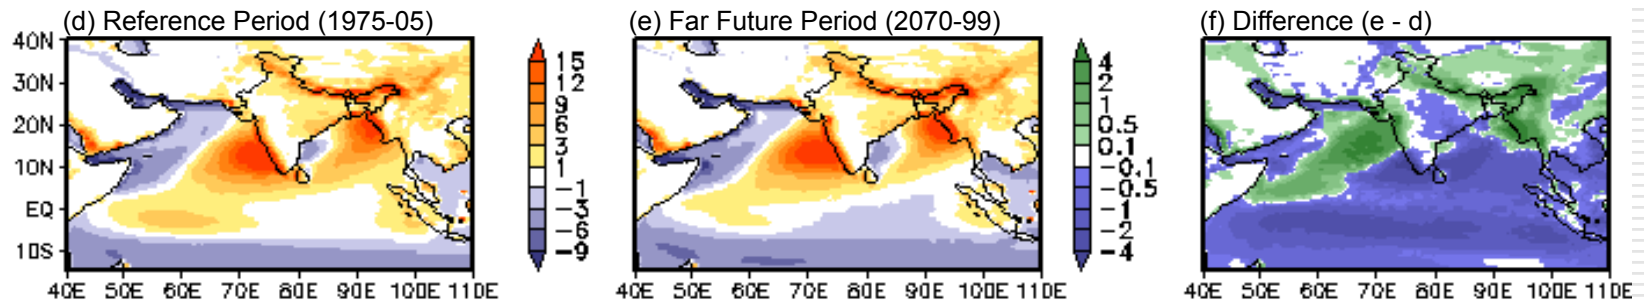 (d) Reference Period (1975-05) (e) Far Future Period (2070-99) (f) Difference (e - d)
40N
30N
20N
10N
EQ
10S
40E 50E 60E 70E 80E 90E 100E 110E
15
12
9
6
3
1
-1
-3
-6
-9
40E 50E 60E 70E 80E 90E 100E 110E
4
2
1
0.5
0.1
-0.1
-0.5
-1
-2
-4
40E 50E 60E 70E 80E 90E 100E 110E